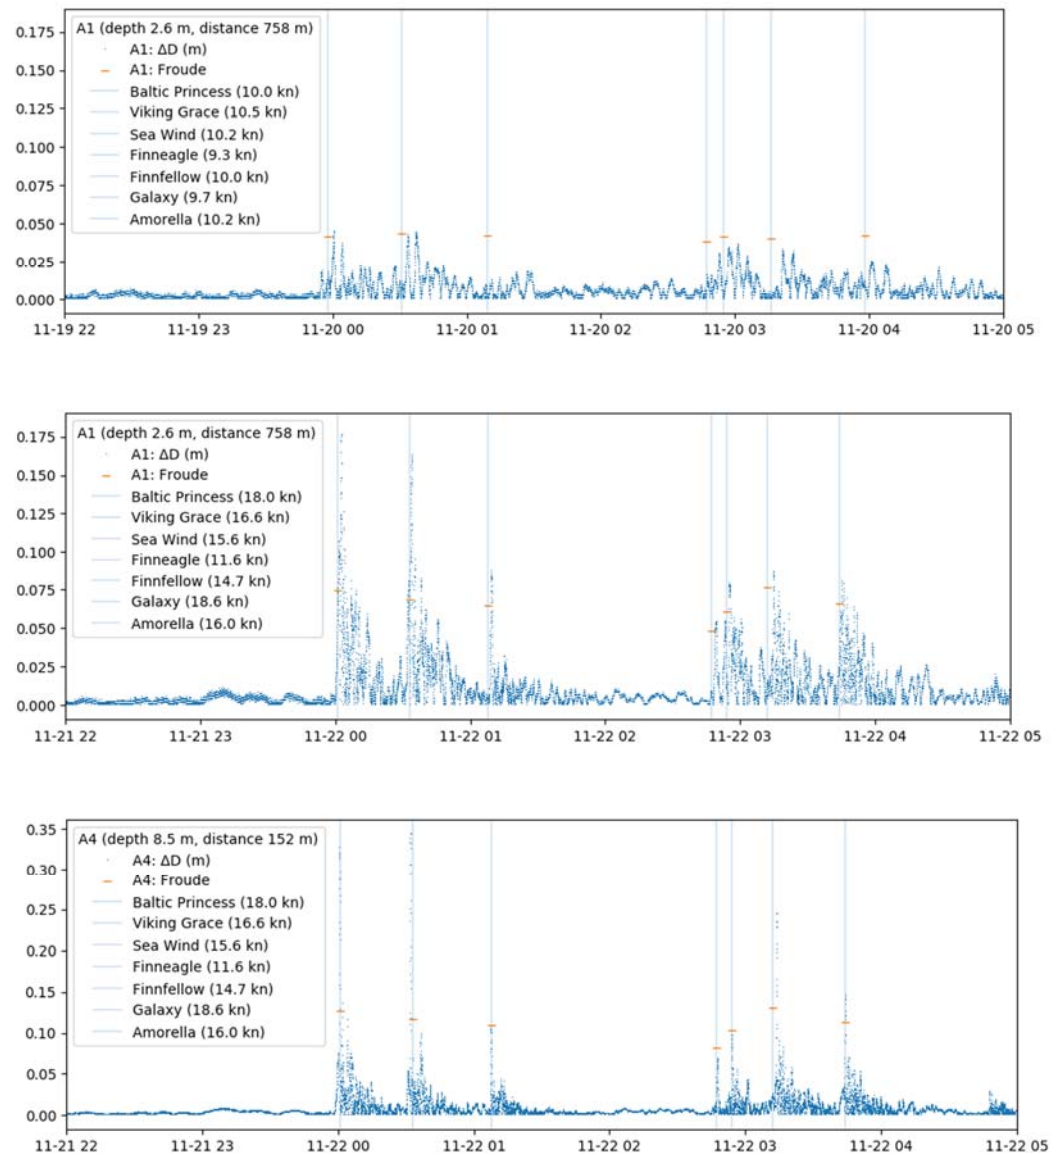 A1 (depth 2.6 m, distance 758 m)
A1: ΔD (m)
A1: Froude
Baltic Princess (10.0 kn)
Viking Grace (10.5 kn)
Sea Wind (10.2 kn)
Finneagle (9.3 kn)
Finnfellow (10.0 kn)
Galaxy (9.7 kn)
Amorella (10.2 kn)
0.175
0.150
0.125
0.100
0.075
0.050
0.025
0.000
11-19 22 11-19 23 11-20 00 11-20 01 11-20 02 11-20 03 11-20 04 11-20 05
A1 (depth 2.6 m, distance 758 m)
A1: ΔD (m)
A1: Froude
Baltic Princess (18.0 kn)
Viking Grace (16.6 kn)
Sea Wind (15.6 kn)
Finneagle (11.6 kn)
Finnfellow (14.7 kn)
Galaxy (18.6 kn)
Amorella (16.0 kn)
0.175
0.150
0.125
0.100
0.075
0.050
0.025
0.000
11-21 22 11-21 23 11-22 00 11-22 01 11-22 02 11-22 03 11-22 04 11-22 05
A4 (depth 8.5 m, distance 152 m)
A4: ΔD (m)
A4: Froude
Baltic Princess (18.0 kn)
Viking Grace (16.6 kn)
Sea Wind (15.6 kn)
Finneagle (11.6 kn)
Finnfellow (14.7 kn)
Galaxy (18.6 kn)
Amorella (16.0 kn)
0.35
0.30
0.25
0.20
0.15
0.10
0.05
0.00
11-21 22 11-21 23 11-22 00 11-22 01 11-22 02 11-22 03 11-22 04 11-22 05